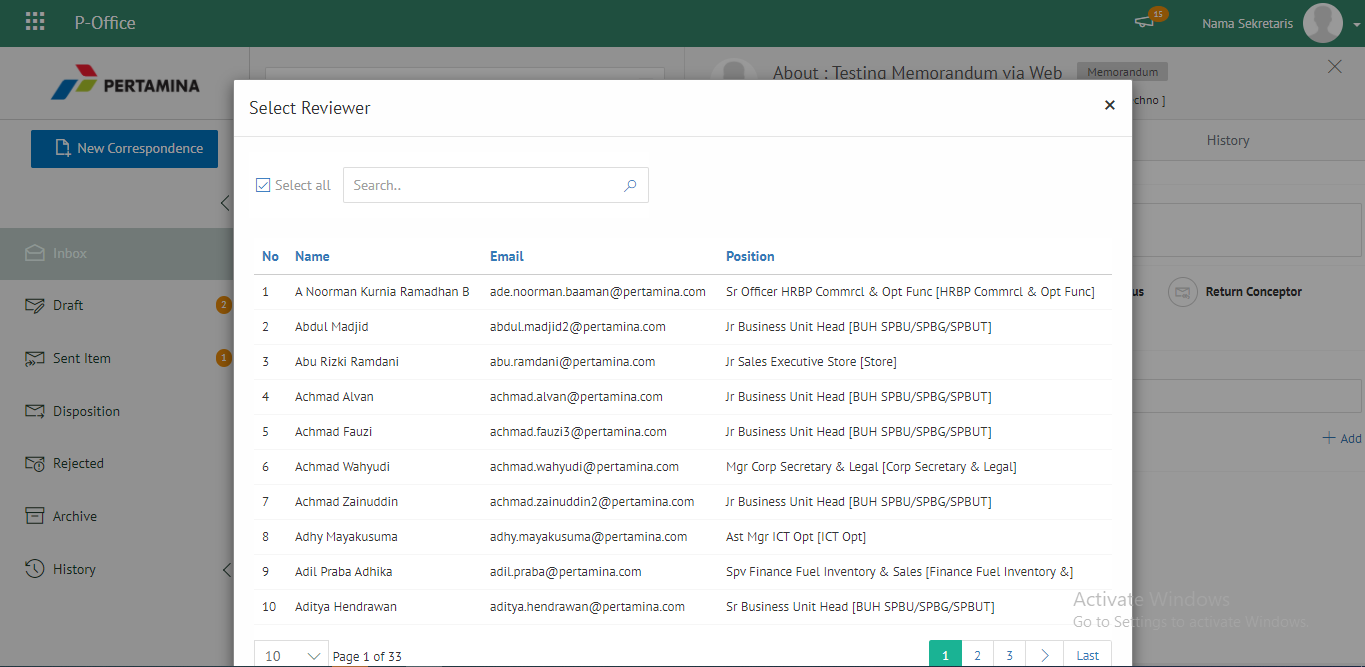 P-Office
15
Nama Sekretaris
PERTAMINA
About : Testing Memorandum via Web
Memorandum
Select Reviewer
×
chno ]
New Correspondence
History
Select all
Search..
Inbox
No Name Email Position
1 A Noorman Kurnia Ramadhan B ade.noorman.baaman@pertamina.com Sr Officer HRBP Commrcl & Opt Func [HRBP Commrcl & Opt Func]
us
Return Conceptor
Draft
2
2 Abdul Madjid abdul.madjid2@pertamina.com Jr Business Unit Head [BUH SPBU/SPBG/SPBUT]
Sent Item
1
3 Abu Rizki Ramdani abu.ramdani@pertamina.com Jr Sales Executive Store [Store]
4 Achmad Alvan achmad.alvan@pertamina.com Jr Business Unit Head [BUH SPBU/SPBG/SPBUT]
Disposition
5 Achmad Fauzi achmad.fauzi3@pertamina.com Jr Business Unit Head [BUH SPBU/SPBG/SPBUT]
+ Add
Rejected
6 Achmad Wahyudi achmad.wahyudi@pertamina.com Mgr Corp Secretary & Legal [Corp Secretary & Legal]
7 Achmad Zainuddin achmad.zainuddin2@pertamina.com Jr Business Unit Head [BUH SPBU/SPBG/SPBUT]
Archive
8 Adhy Mayakusuma adhy.mayakusuma@pertamina.com Ast Mgr ICT Opt [ICT Opt]
History
9 Adil Praba Adhika adil.praba@pertamina.com Spv Finance Fuel Inventory & Sales [Finance Fuel Inventory &]
10 Aditya Hendrawan aditya.hendrawan@pertamina.com Sr Business Unit Head [BUH SPBU/SPBG/SPBUT]
Activate Windows
Go to Settings to activate Windows.
10 Page 1 of 33
1 2 3 > Last